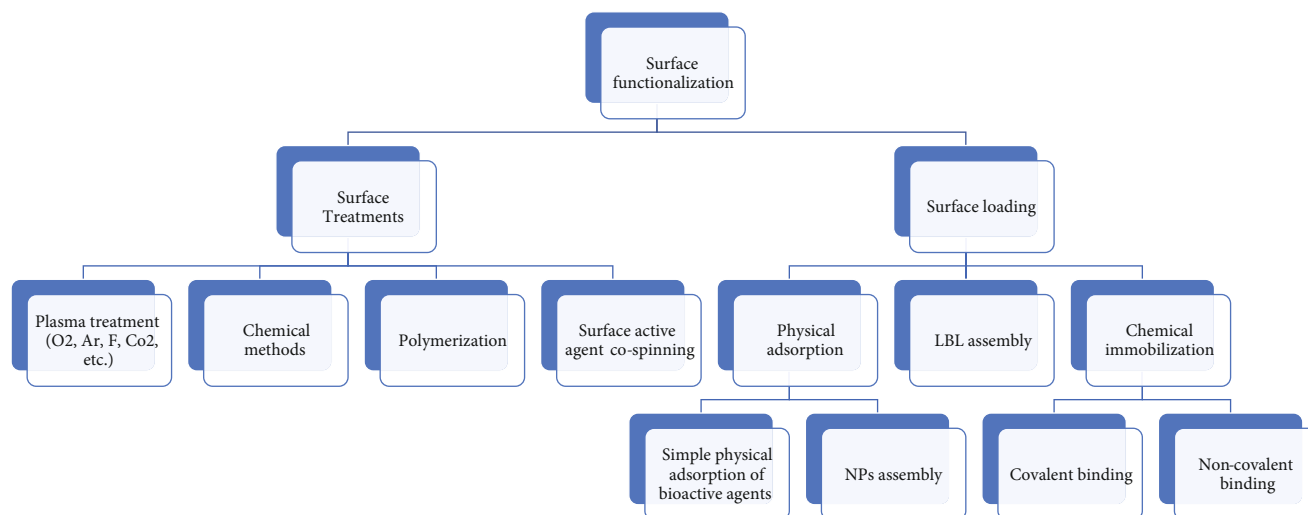 Surface
functionalization
Surface
Treatments
Surface loading
Plasma treatment
(O2, Ar, F, Co2,
etc.)
Chemical
methods
Polymerization
Surface active
agent co-spinning
Physical
adsorption
LBL assembly
Chemical
immobilization
Simple physical
adsorption of
bioactive agents
NPs assembly
Covalent binding
Non-covalent
binding